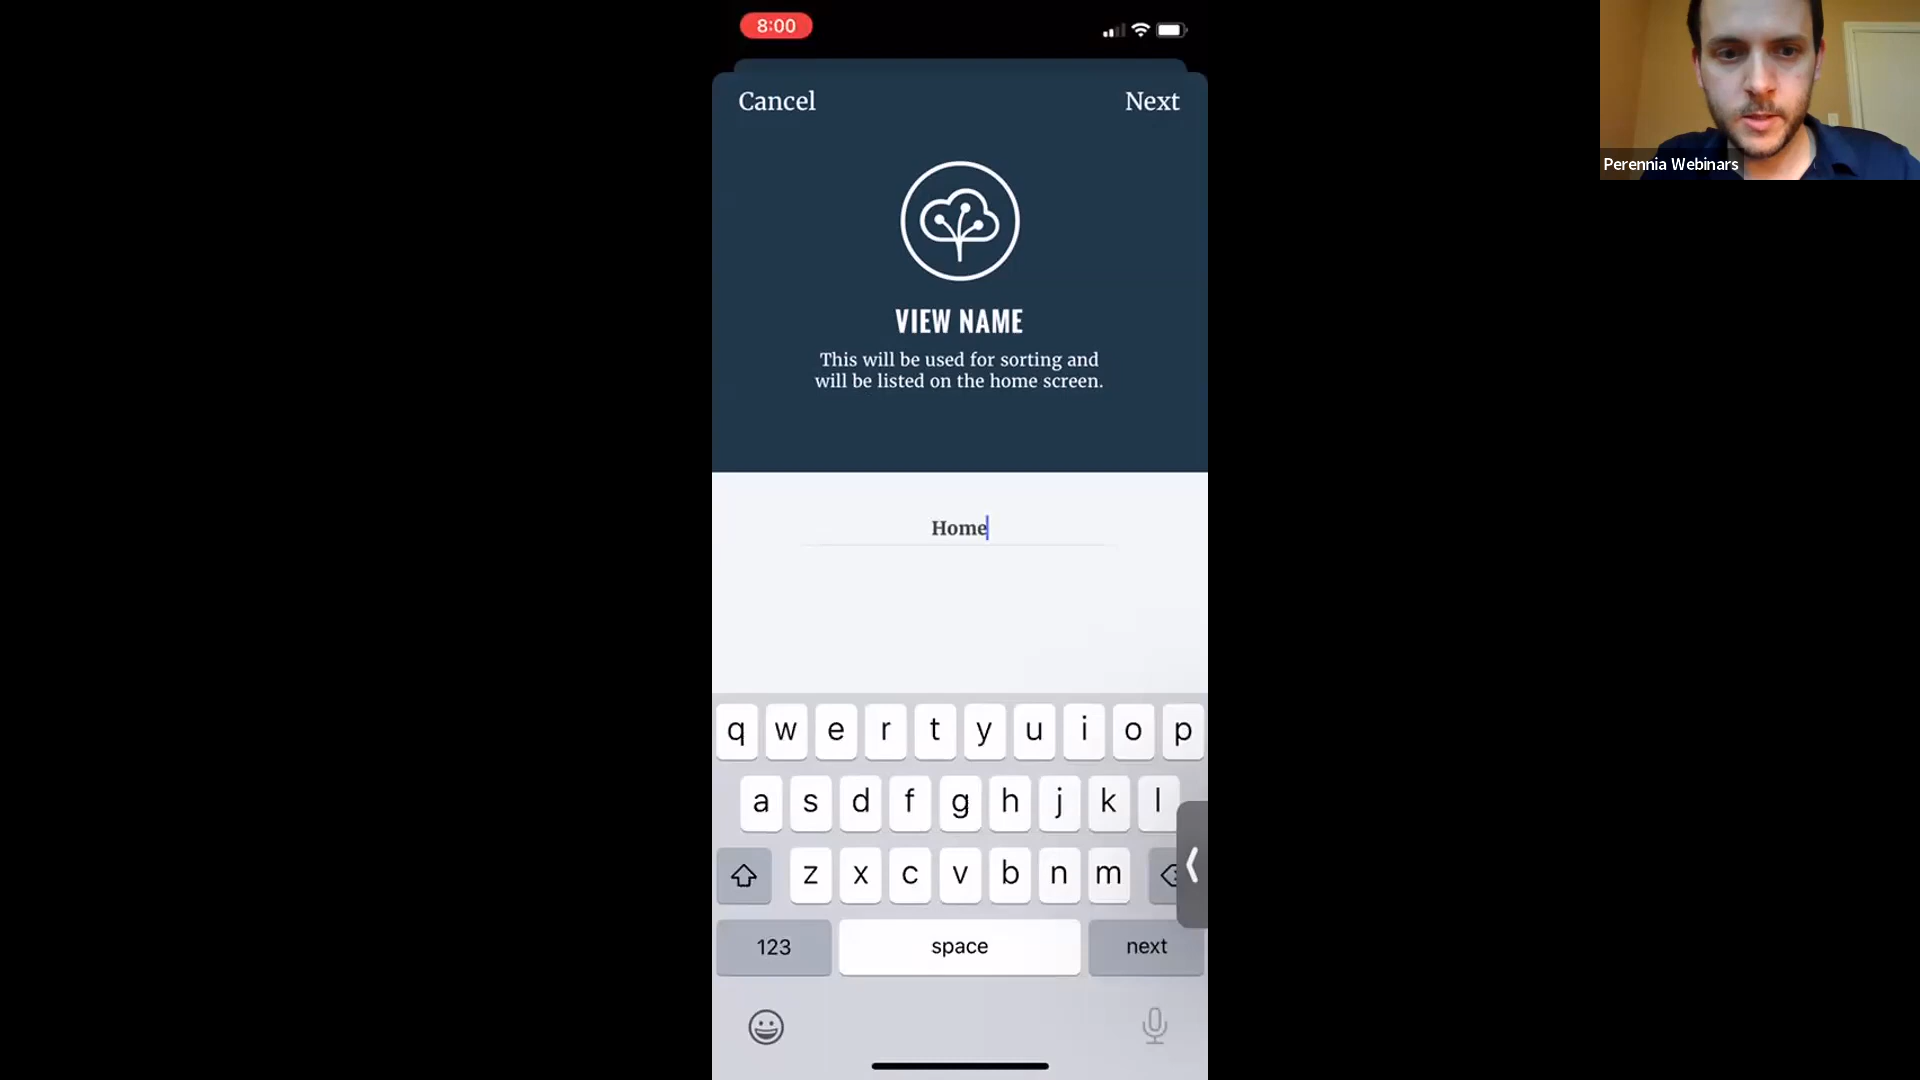 8:00
Cancel
Next
VIEW NAME
This will be used for sorting and
will be listed on the home screen.
Home
q w e r t y u i o p
a s d f g h j k l
z x c v b n m
123
space
next
Perennia Webinars